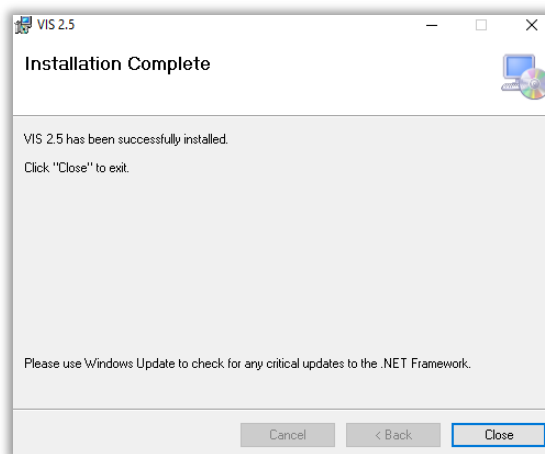 VIS 2.5
Installation Complete
VIS 2.5 has been successfully installed.
Click "Close" to exit.
Please use Windows Update to check for any critical updates to the .NET Framework.
Cancel
< Back
Close